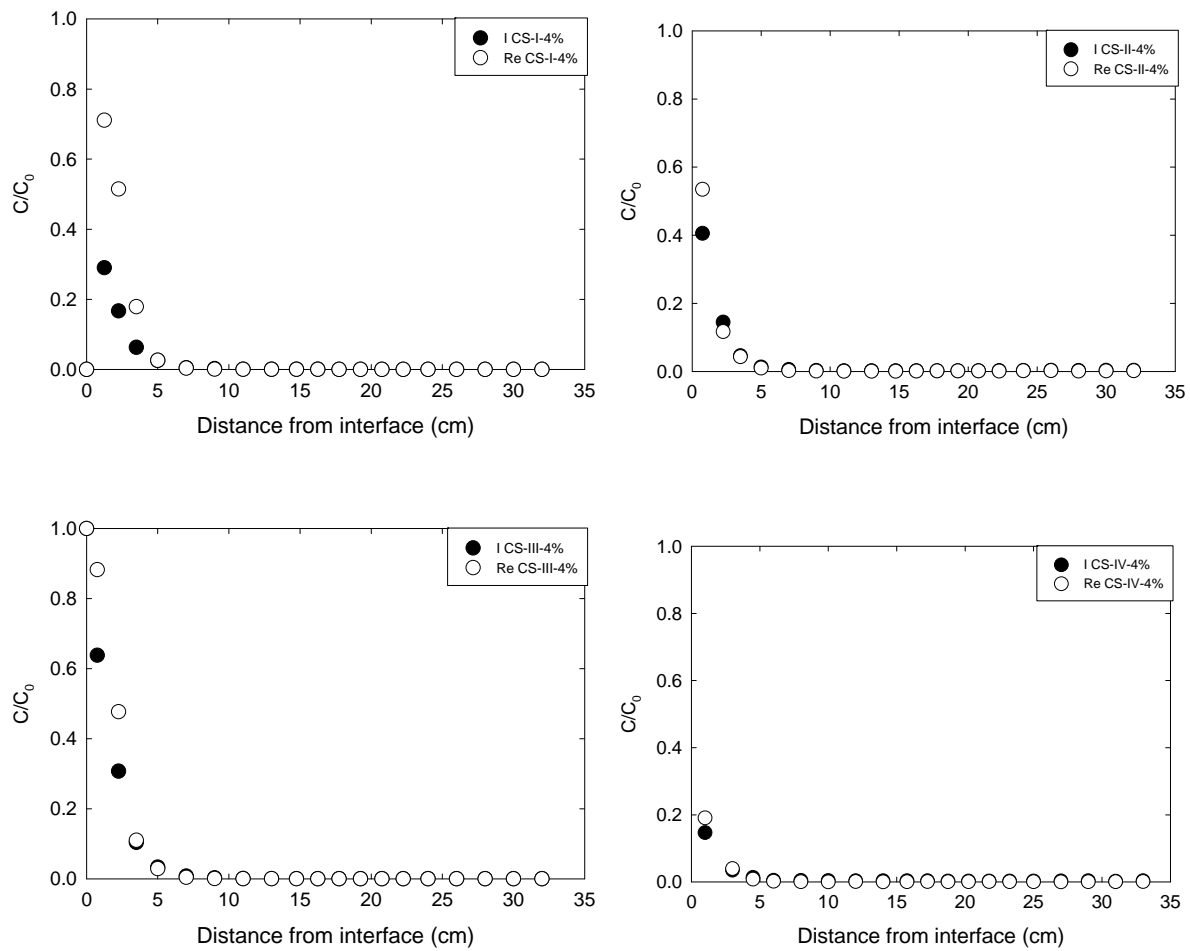 I CS-I-4%
Re CS-I-4%
C/C0
1.0
0.8
0.6
0.4
0.2
0.0
0 5 10 15 20 25 30 35
Distance from interface (cm)
I CS-II-4%
Re CS-II-4%
C/C0
1.0
0.8
0.6
0.4
0.2
0.0
0 5 10 15 20 25 30 35
Distance from interface (cm)
I CS-III-4%
Re CS-III-4%
C/C0
1.0
0.8
0.6
0.4
0.2
0.0
0 5 10 15 20 25 30 35
Distance from interface (cm)
I CS-IV-4%
Re CS-IV-4%
C/C0
1.0
0.8
0.6
0.4
0.2
0.0
0 5 10 15 20 25 30 35
Distance from interface (cm)